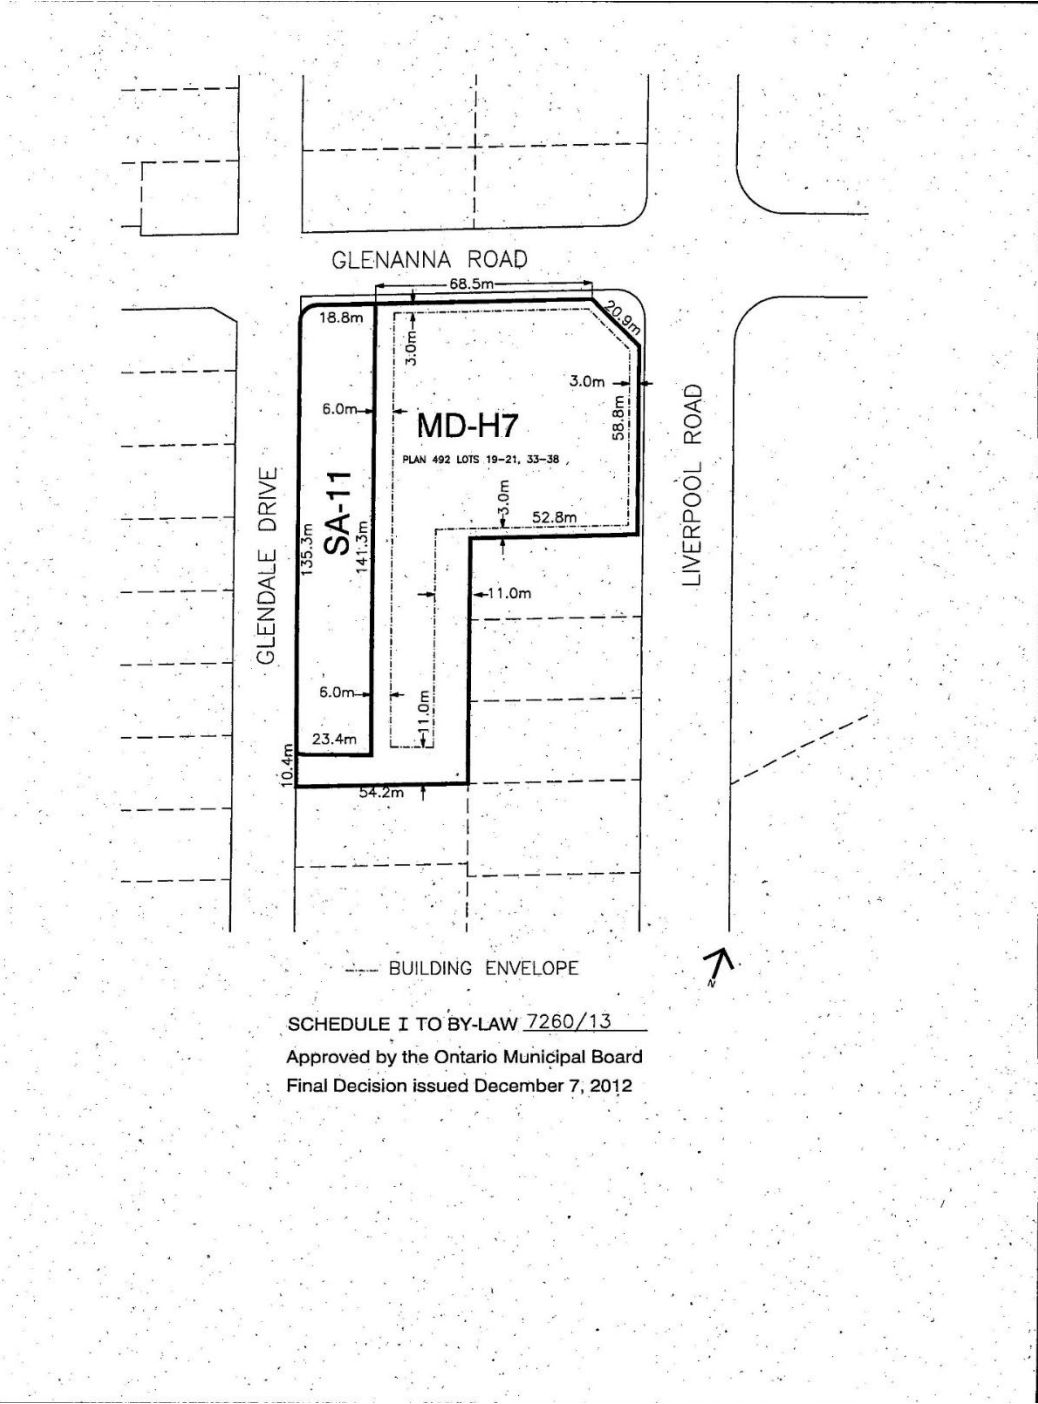 GLENANNA ROAD
68.5m
18.8m
20.9m
3.0m
3.0m
6.0m
MD-H7
58.8m
PLAN 492 LOTS 19-21, 33-38
LIVERPOOL ROAD
GLENDALE DRIVE
SA-11
135.3m
141.3m
3.0m
52.8m
11.0m
6.0m
11.0m
23.4m
10.4m
54.2m
BUILDING ENVELOPE
N
SCHEDULE I TO BY-LAW 7260/13
Approved by the Ontario Municipal Board
Final Decision issued December 7, 2012